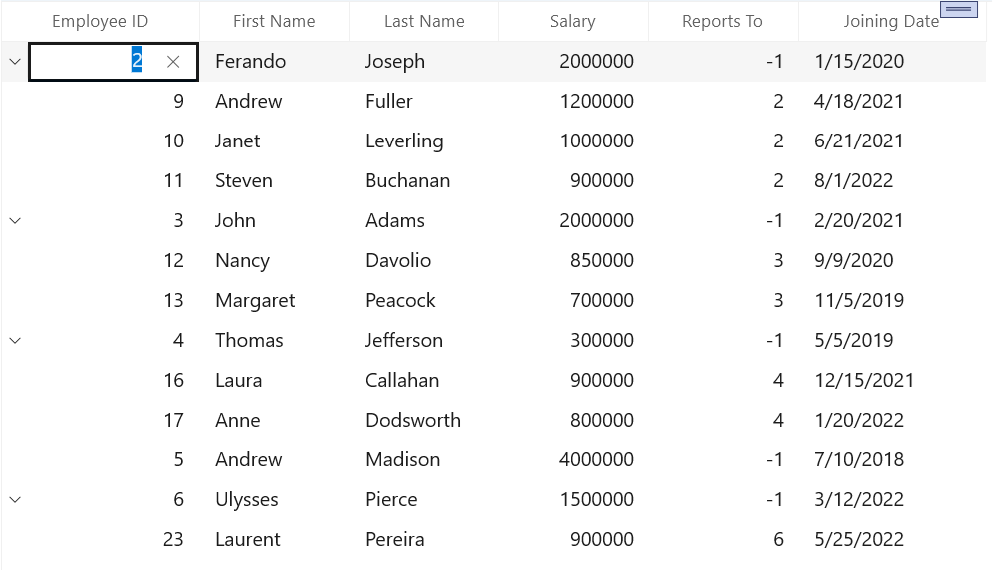 Employee ID First Name Last Name Salary Reports To Joining Date
2 Ferando Joseph 2000000 -1 1/15/2020
9 Andrew Fuller 1200000 2 4/18/2021
10 Janet Leverling 1000000 2 6/21/2021
11 Steven Buchanan 900000 2 8/1/2022
3 John Adams 2000000 -1 2/20/2021
12 Nancy Davolio 850000 3 9/9/2020
13 Margaret Peacock 700000 3 11/5/2019
4 Thomas Jefferson 300000 -1 5/5/2019
16 Laura Callahan 900000 4 12/15/2021
17 Anne Dodsworth 800000 4 1/20/2022
5 Andrew Madison 4000000 -1 7/10/2018
6 Ulysses Pierce 1500000 -1 3/12/2022
23 Laurent Pereira 900000 6 5/25/2022